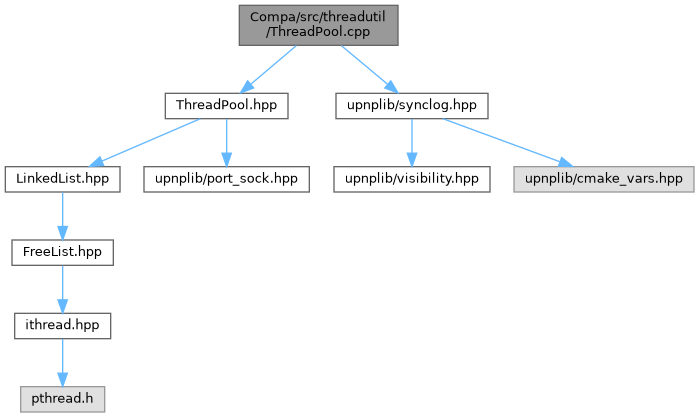 Compa/src/threadutil
/ThreadPool.cpp
ThreadPool.hpp
upnplib/synclog.hpp
LinkedList.hpp
upnplib/port_sock.hpp
upnplib/visibility.hpp
upnplib/cmake_vars.hpp
FreeList.hpp
ithread.hpp
pthread.h